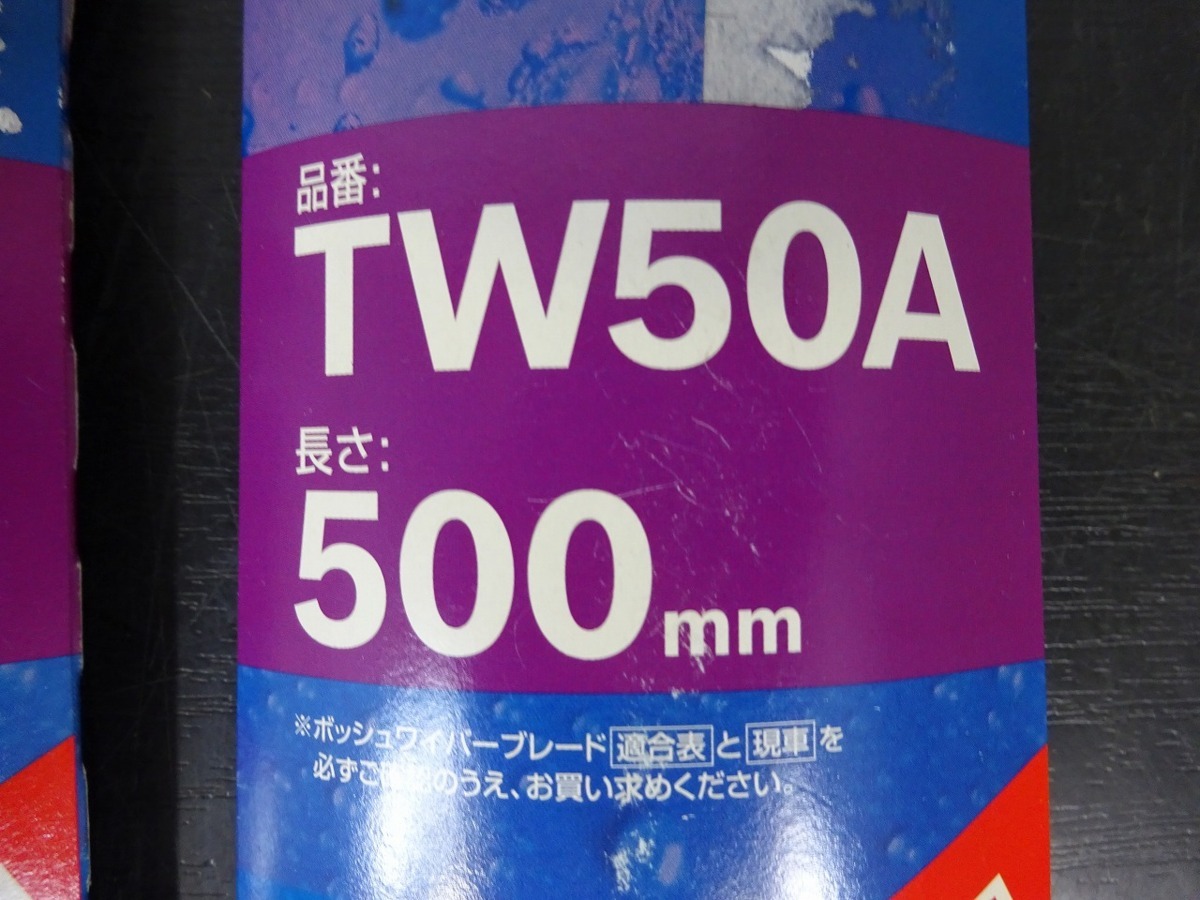 品番:
TW50A
長さ:
500mm
※ボッシュワイパーブレード適合表と現車を
必ずご確認のうえ、お買い求めください。